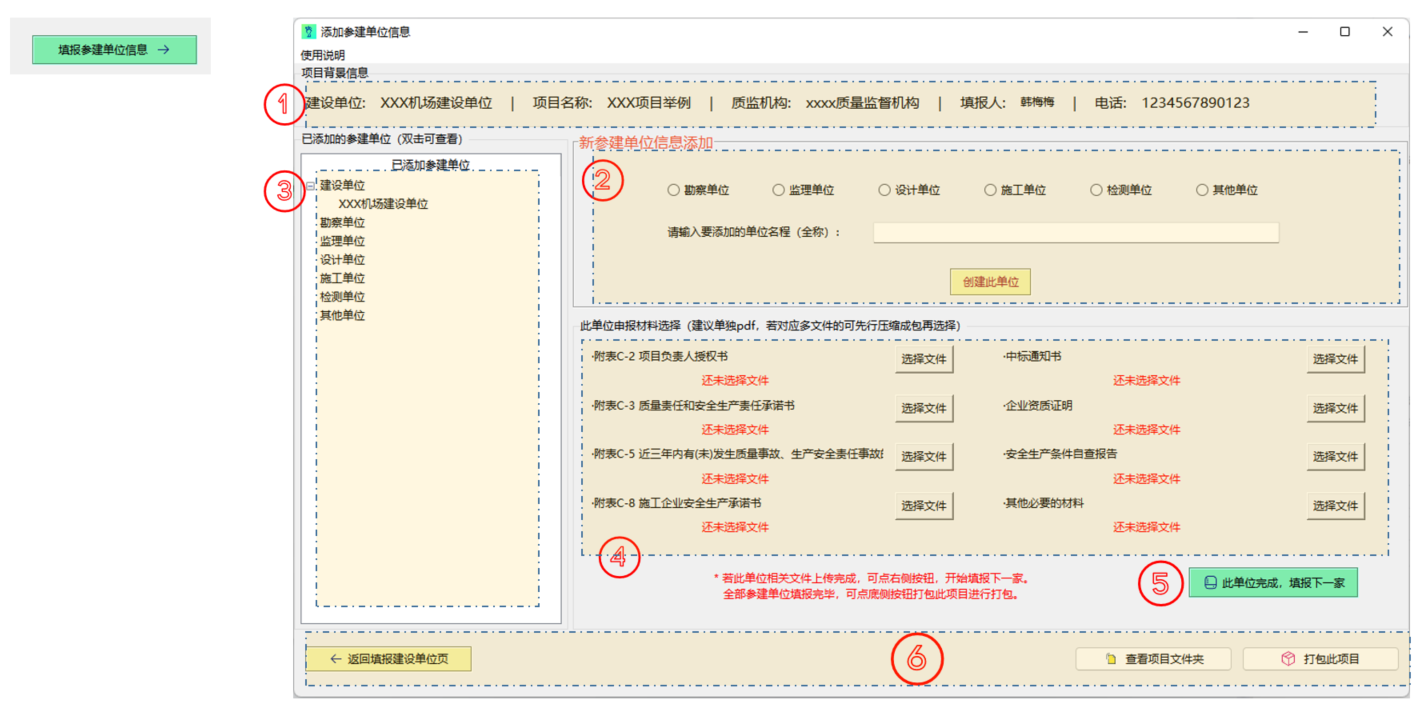 填报参建单位信息 →
添加参建单位信息
使用说明
项目背景信息
①
建设单位: XXX机场建设单位 | 项目名称: XXX项目举例 | 质监机构: xxxx质量监督机构 | 填报人: 韩梅梅 | 电话: 1234567890123
已添加的参建单位（双击可查看）
已添加参建单位
③
建设单位
XXX机场建设单位
勘察单位
监理单位
设计单位
施工单位
检测单位
其他单位
新参建单位信息添加
②
勘察单位 监理单位 设计单位 施工单位 检测单位 其他单位
请输入要添加的单位名程（全称）:
创建此单位
此单位申报材料选择（建议单独pdf，若对应多文件的可先行压缩成包再选择）
·附表C-2 项目负责人授权书 选择文件 ·中标通知书 选择文件
还未选择文件 还未选择文件
·附表C-3 质量责任和安全生产责任承诺书 选择文件 ·企业资质证明 选择文件
还未选择文件 还未选择文件
·附表C-5 近三年内有(未)发生质量事故、生产安全责任事故 选择文件 ·安全生产条件自查报告 选择文件
还未选择文件 还未选择文件
·附表C-8 施工企业安全生产承诺书 选择文件 ·其他必要的材料 选择文件
还未选择文件 还未选择文件
④
* 若此单位相关文件上传完成，可点右侧按钮，开始填报下一家。
全部参建单位填报完毕，可点底侧按钮打包此项目进行打包。
⑤
此单位完成，填报下一家
← 返回填报建设单位页
⑥
查看项目文件夹
打包此项目